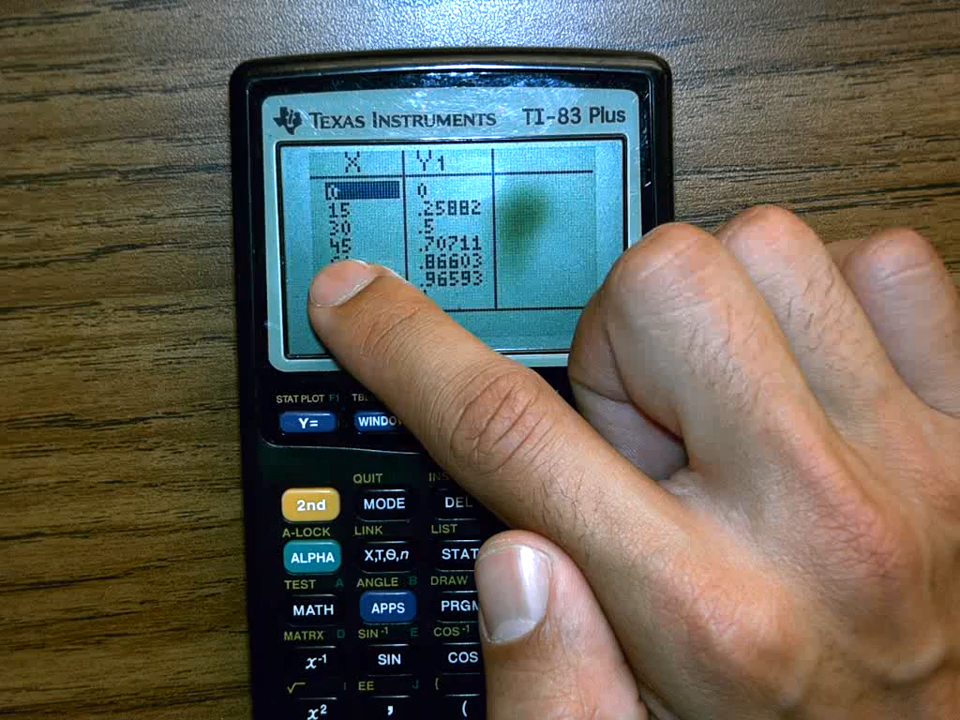 TEXAS INSTRUMENTS TI-83 Plus
X Y1
0 0
15 .25882
30 .5
45 .70711
.86603
.96593
STAT PLOT F1
Y= WINDO
QUIT
2nd MODE DEL
A-LOCK LINK LIST
ALPHA X,T,Θ,n STAT
TEST A ANGLE B DRAW
MATH APPS PRGM
MATRX D SIN-1 E COS-1
x-1 SIN COS
√ I EE J {
x2 , (